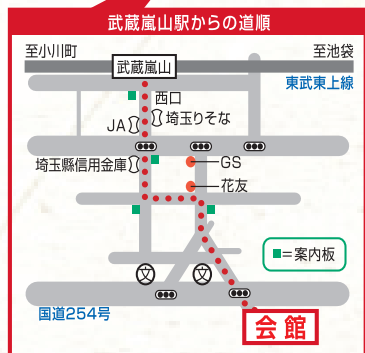 武蔵嵐山駅からの道順
至小川町
至池袋
武蔵嵐山
東武東上線
西口
JA
埼玉りそな
埼玉縣信用金庫
GS
花友
■=案内板
文
文
国道254号
会館